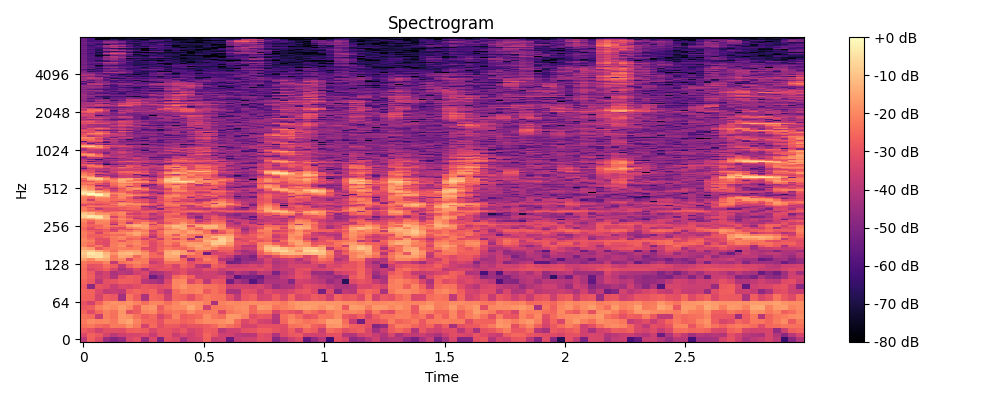 Spectrogram
Hz
4096
2048
1024
512
256
128
64
0
0
0.5
1
1.5
2
2.5
Time
+0 dB
-10 dB
-20 dB
-30 dB
-40 dB
-50 dB
-60 dB
-70 dB
-80 dB